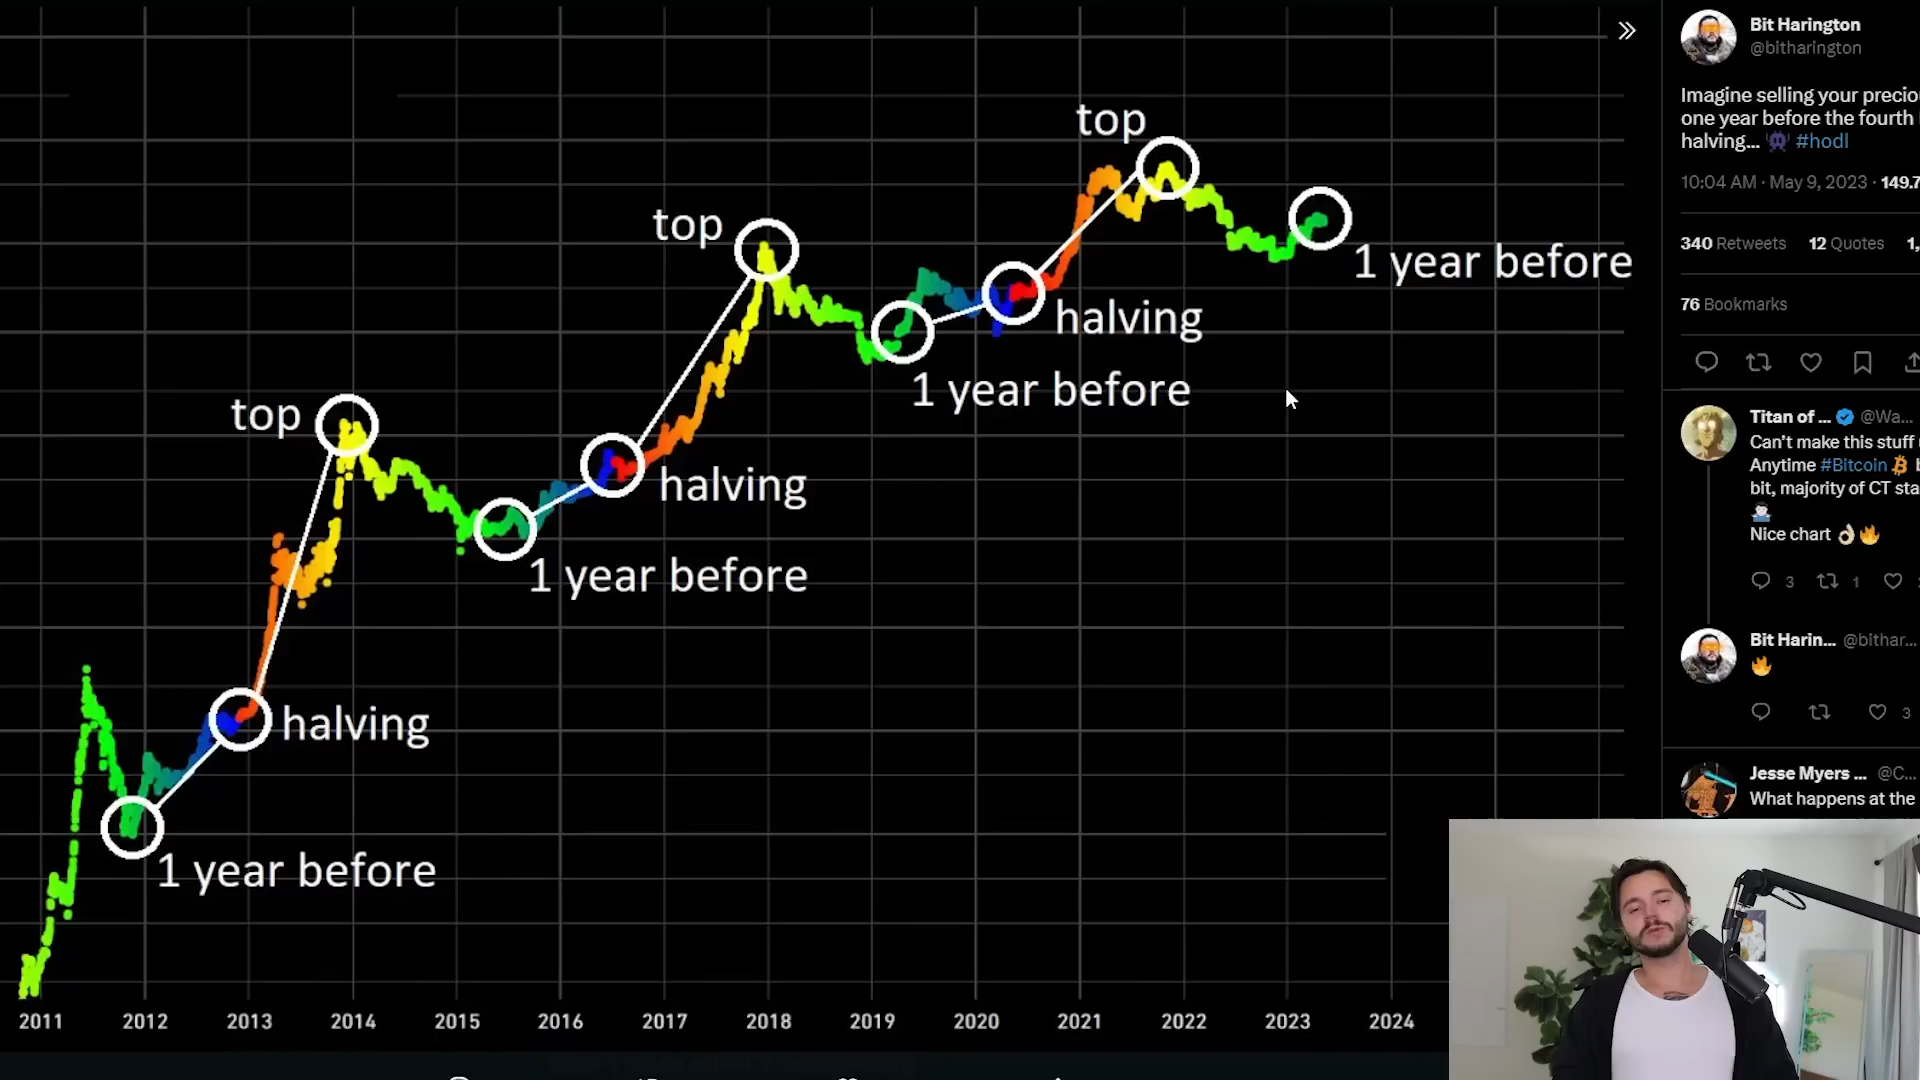 top
top
top
halving
halving
halving
1 year before
1 year before
1 year before
1 year before
2011 2012 2013 2014 2015 2016 2017 2018 2019 2020 2021 2022 2023 2024
Bit Harington
@bitharington
Imagine selling your
one year before the fourth
halving... #hodl
10:04 AM · May 9, 2023 ·
340 Retweets 12 Quotes
76 Bookmarks
Titan of ... @Wa...
Can't make this stuff
Anytime #Bitcoin
bit, majority of CT
Nice chart 👌🔥
3 1
Bit Harin... @bithar...
🔥
3
Jesse Myers ... @C...
What happens at the